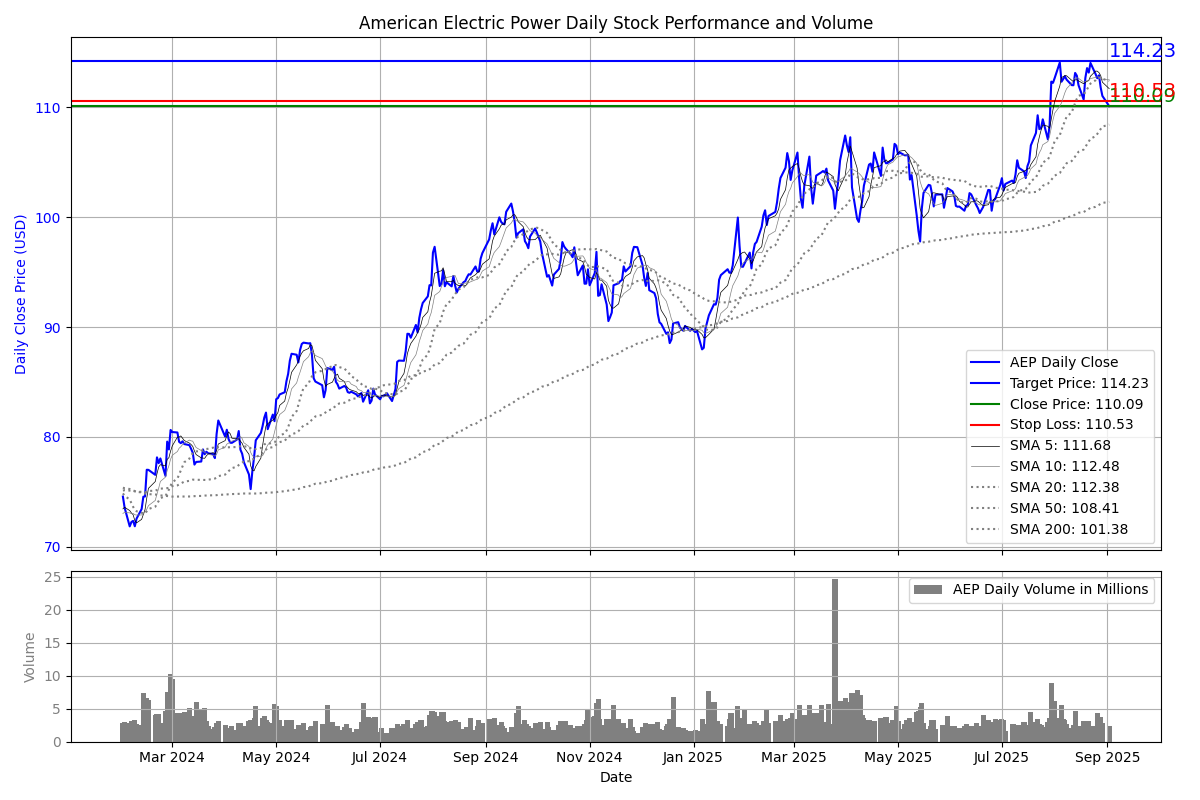 American Electric Power Daily Stock Performance and Volume
114.23
110.53
110.09
110
100
90
80
70
Daily Close Price (USD)
AEP Daily Close
Target Price: 114.23
Close Price: 110.09
Stop Loss: 110.53
SMA 5: 111.68
SMA 10: 112.48
SMA 20: 112.38
SMA 50: 108.41
SMA 200: 101.38
25
20
15
10
5
0
Volume
AEP Daily Volume in Millions
Mar 2024 May 2024 Jul 2024 Sep 2024 Nov 2024 Jan 2025 Mar 2025 May 2025 Jul 2025 Sep 2025
Date